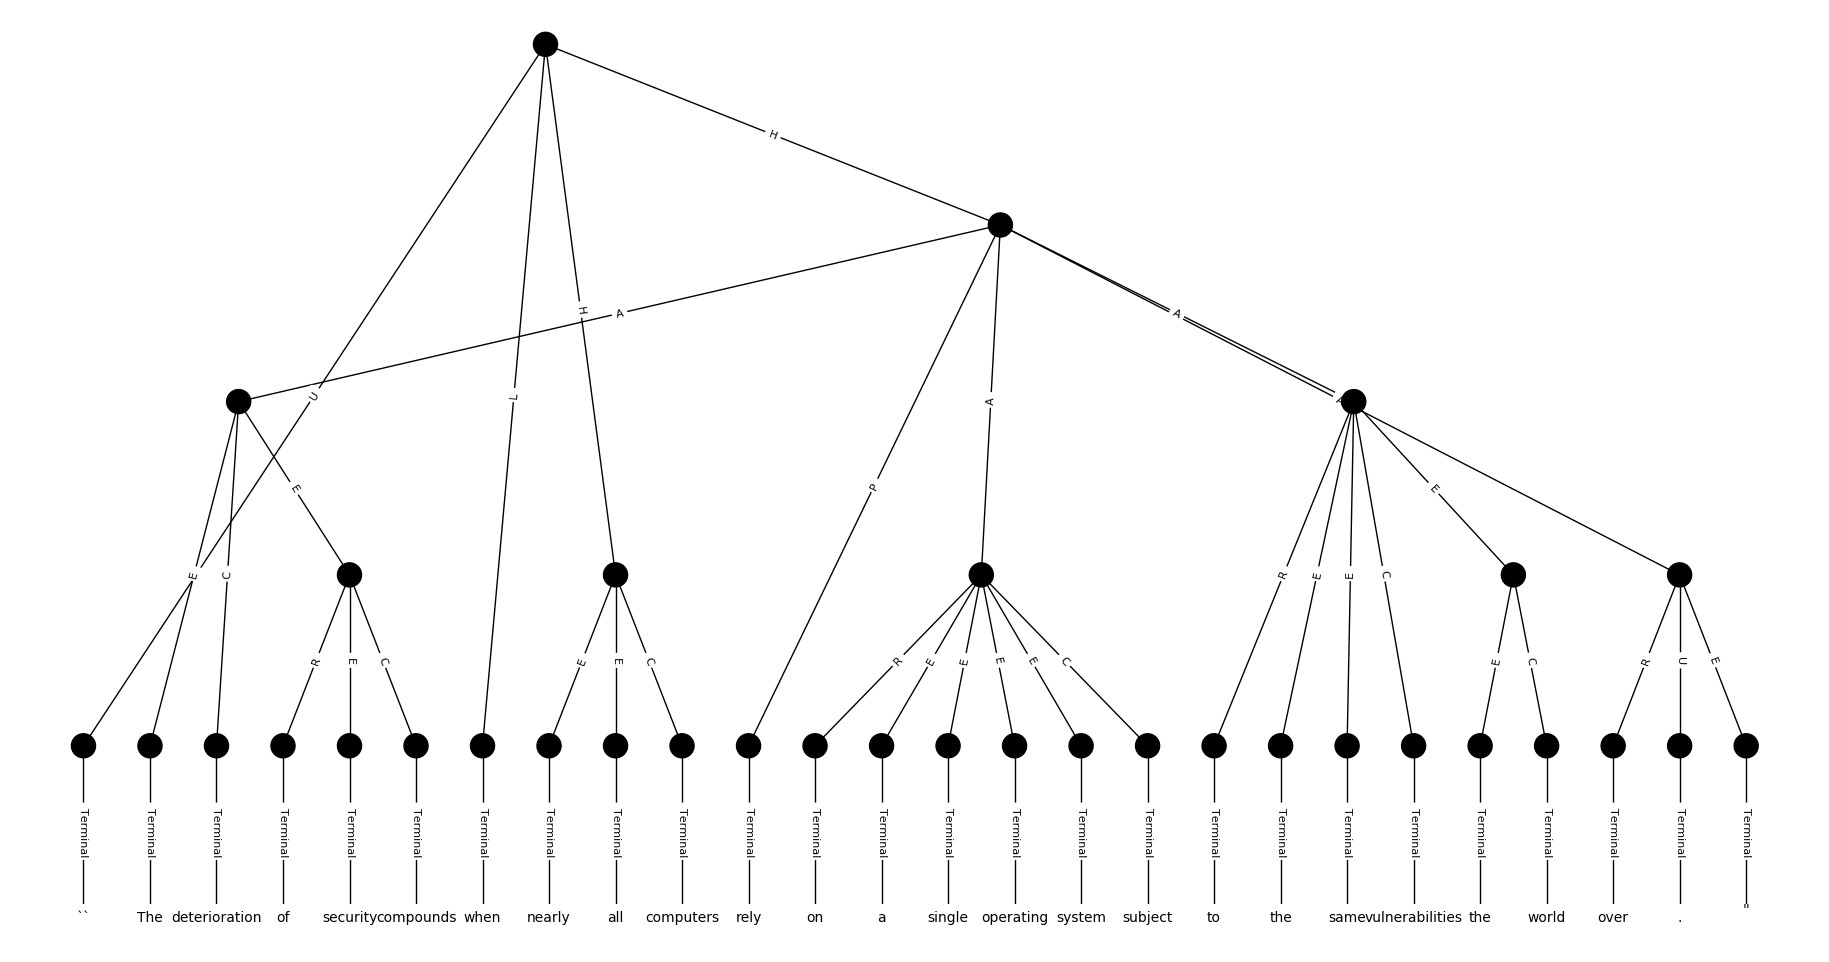 H
H A A
U L A A
P
E E
E C R E E C
R E C E E C R E E E E C E C R U E
Terminal Terminal Terminal Terminal Terminal Terminal Terminal Terminal Terminal Terminal Terminal Terminal Terminal Terminal Terminal Terminal Terminal Terminal Terminal Terminal Terminal Terminal Terminal Terminal Terminal Terminal
`` The deterioration of security compounds when nearly all computers rely on a single operating system subject to the same vulnerabilities the world over . "